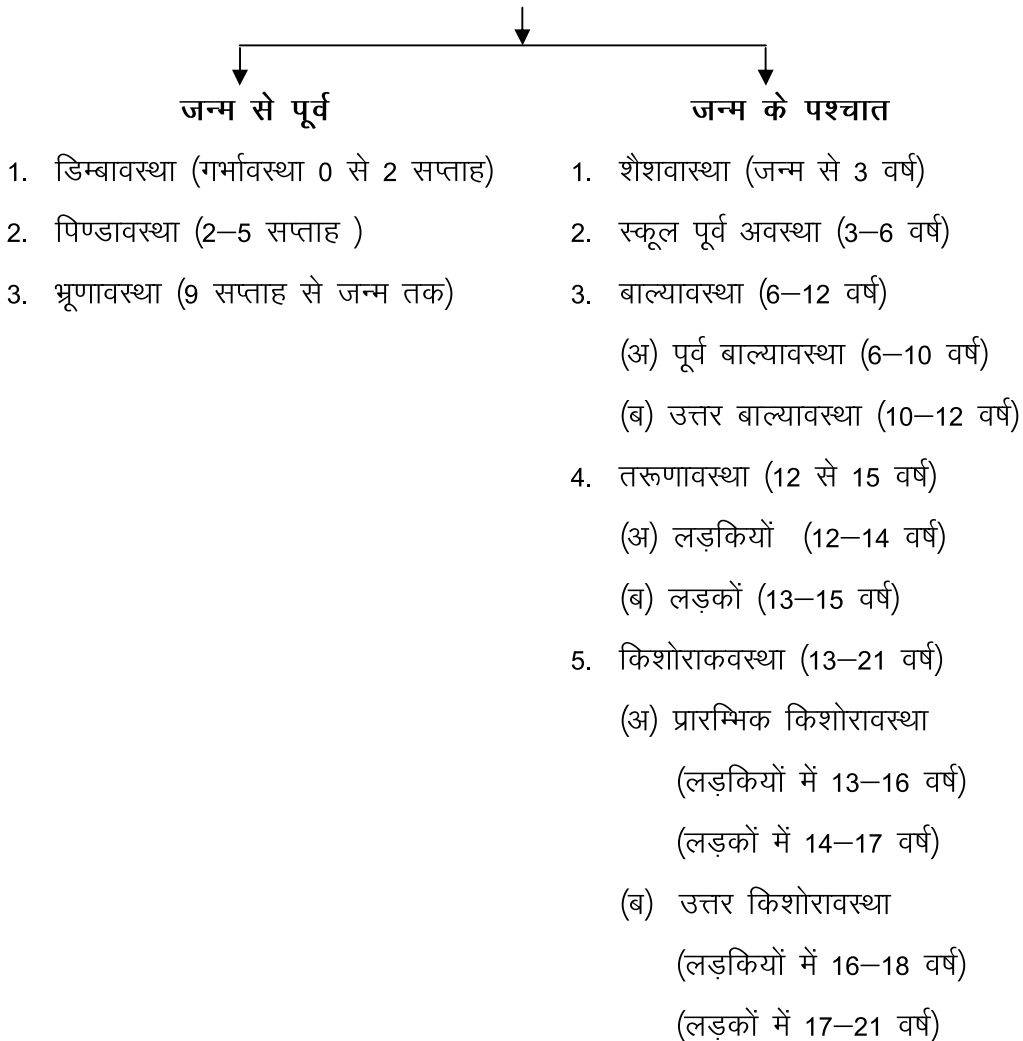 जन्म से पूर्व
1. डिम्बावस्था (गर्भावस्था 0 से 2 सप्ताह)
2. पिण्डावस्था (2–5 सप्ताह )
3. भ्रूणावस्था (9 सप्ताह से जन्म तक)
जन्म के पश्चात
1. शैशवास्था (जन्म से 3 वर्ष)
2. स्कूल पूर्व अवस्था (3–6 वर्ष)
3. बाल्यावस्था (6–12 वर्ष)
(अ) पूर्व बाल्यावस्था (6–10 वर्ष)
(ब) उत्तर बाल्यावस्था (10–12 वर्ष)
4. तरूणावस्था (12 से 15 वर्ष)
(अ) लड़कियों (12–14 वर्ष)
(ब) लड़कों (13–15 वर्ष)
5. किशोराकवस्था (13–21 वर्ष)
(अ) प्रारम्भिक किशोरावस्था
(लड़कियों में 13–16 वर्ष)
(लड़कों में 14–17 वर्ष)
(ब) उत्तर किशोरावस्था
(लड़कियों में 16–18 वर्ष)
(लड़कों में 17–21 वर्ष)